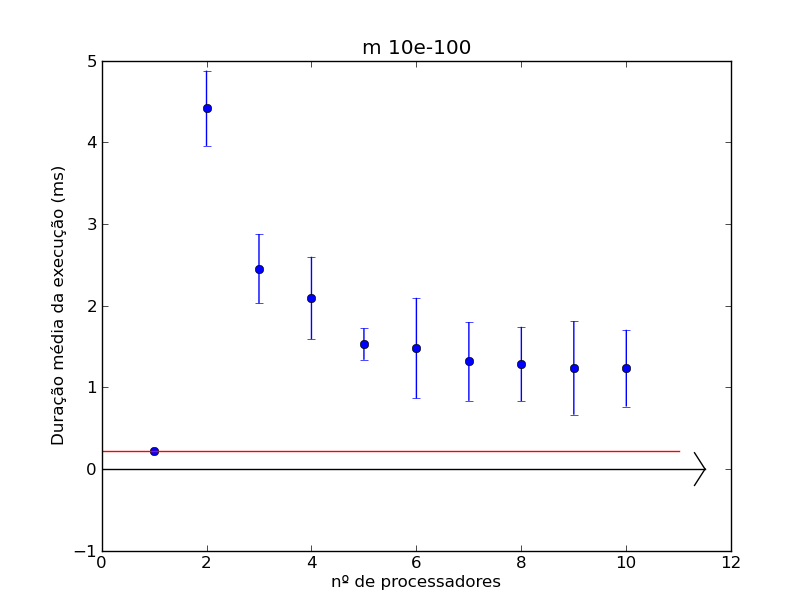 m 10e-100
5
4
3
2
1
0
−1
0 2 4 6 8 10 12
Duração média da execução (ms)
nº de processadores